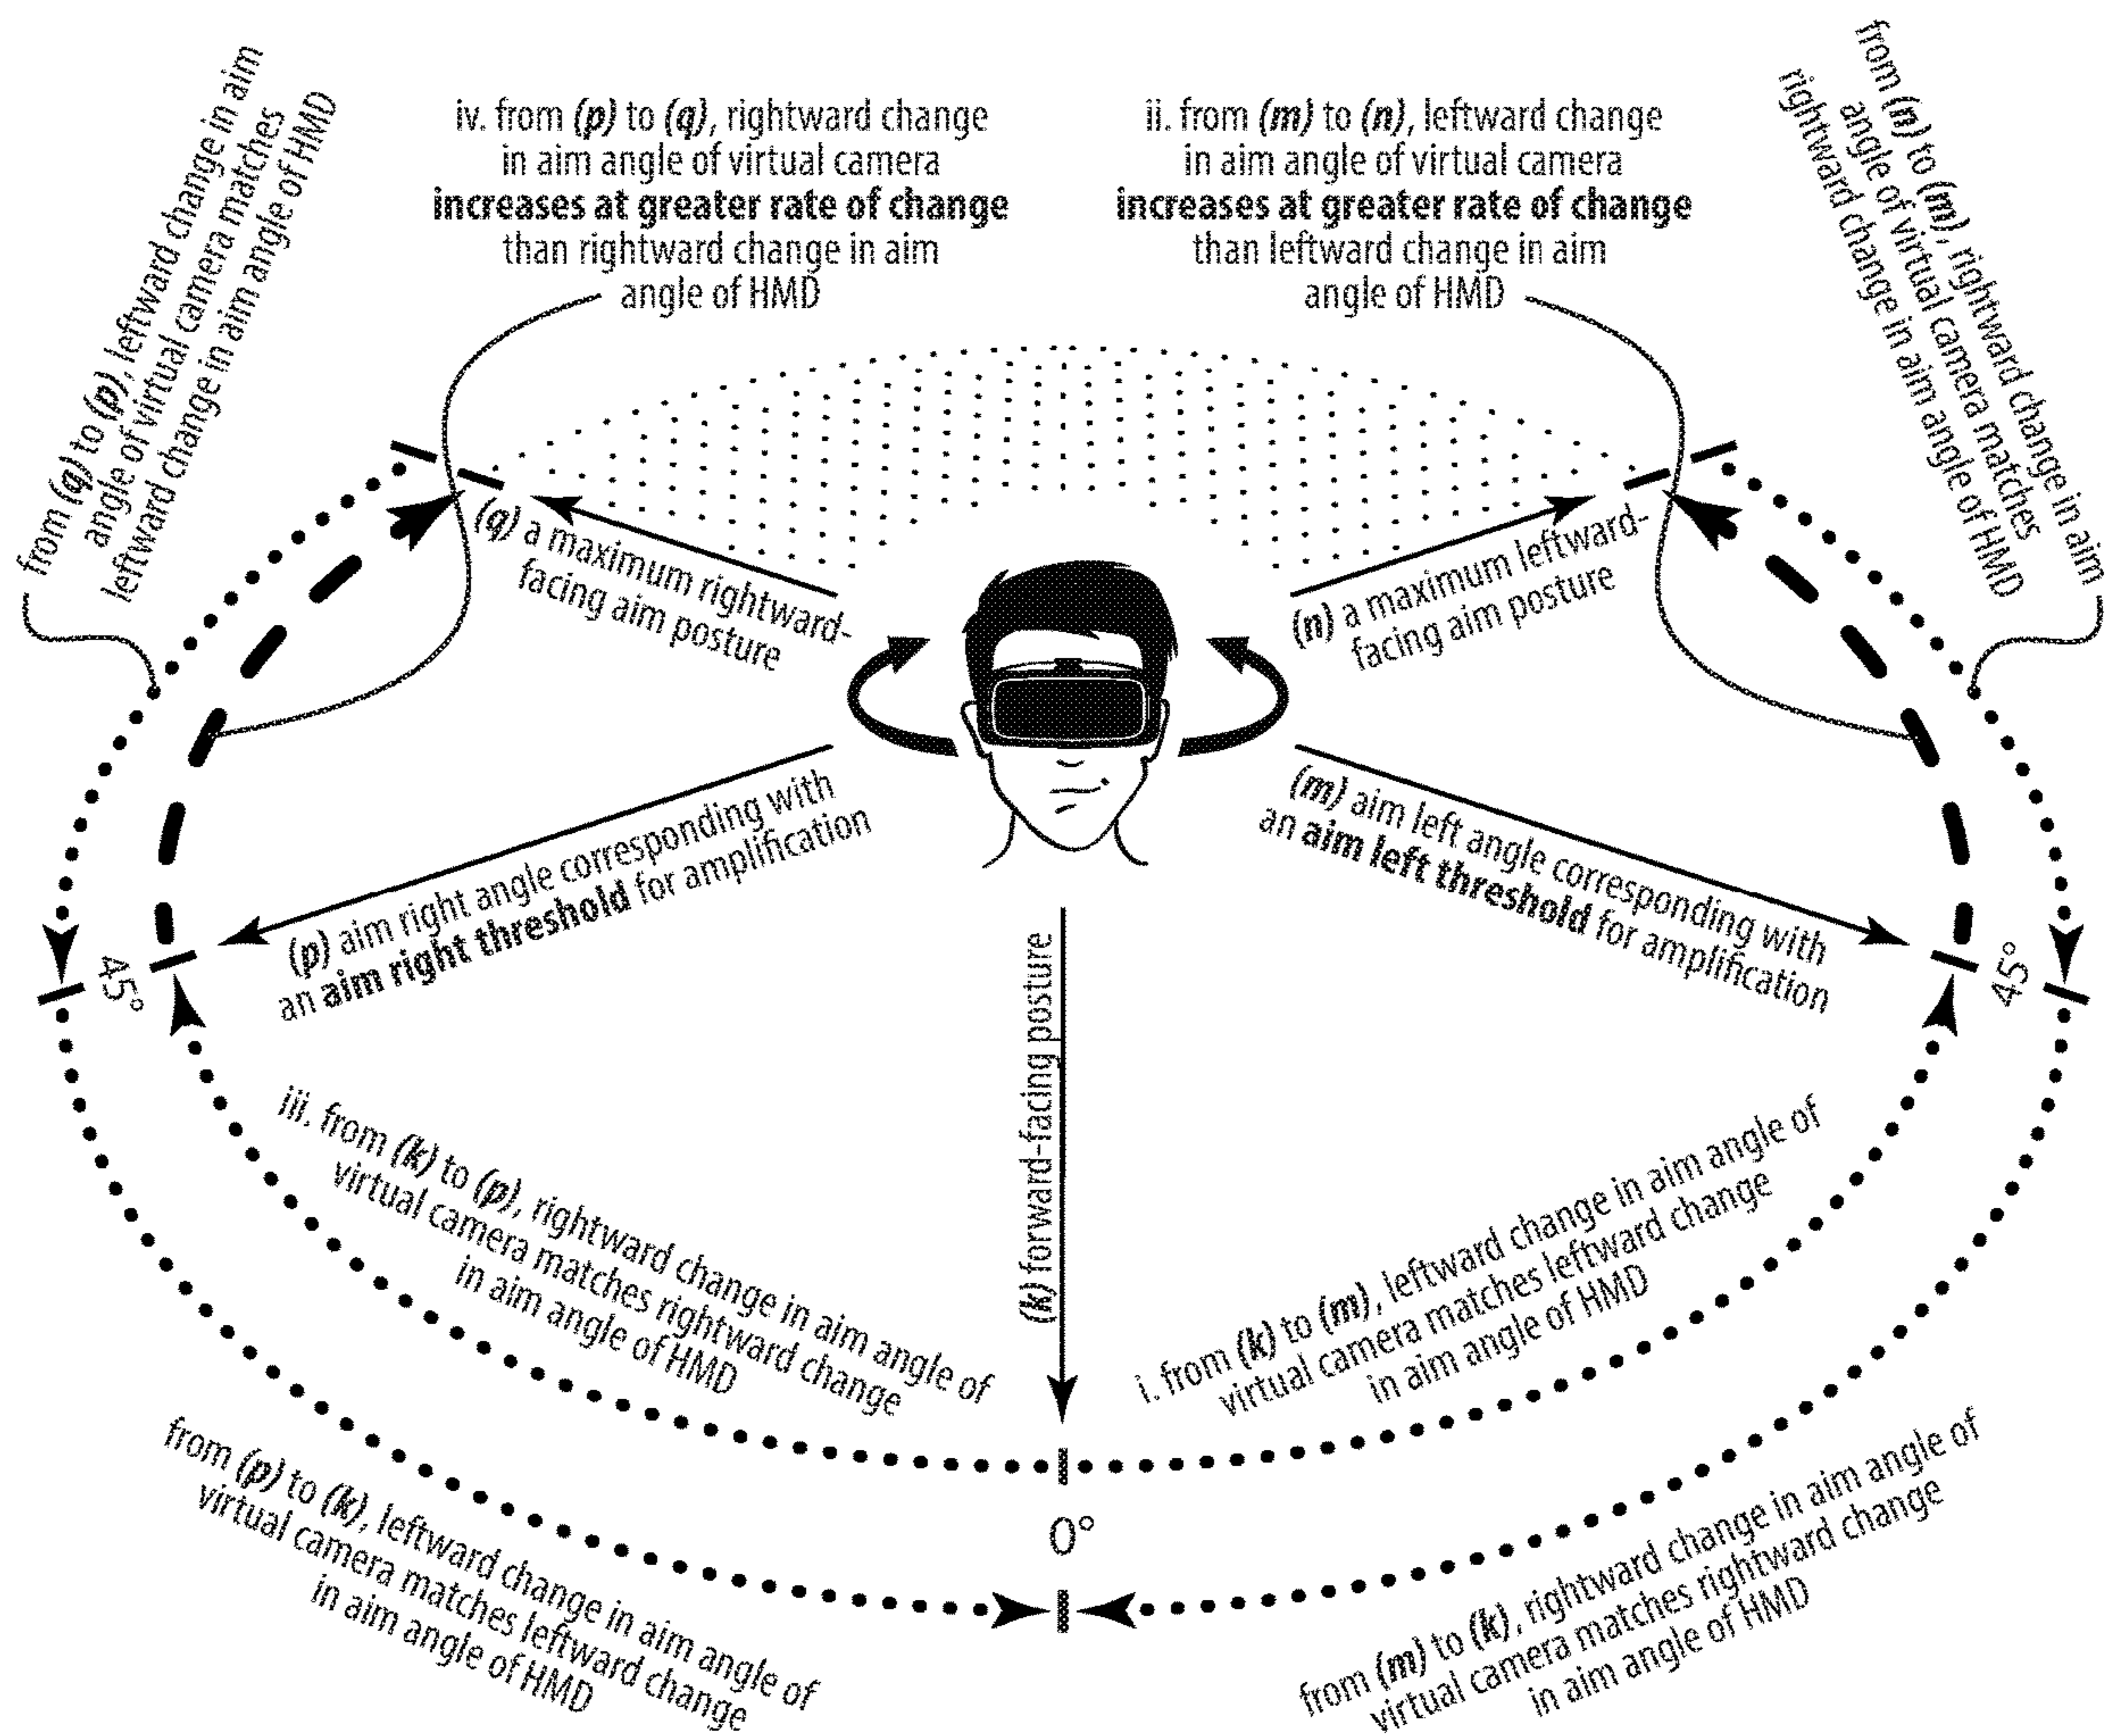 from (q) to (p), leftward change in aim
angle of virtual camera matches
leftward change in aim angle of HMD
iv. from (p) to (q), rightward change
in aim angle of virtual camera
increases at greater rate of change
than rightward change in aim
angle of HMD
ii. from (m) to (n), leftward change
in aim angle of virtual camera
increases at greater rate of change
than leftward change in aim
angle of HMD
from (n) to (m), rightward change in aim
angle of virtual camera matches
rightward change in aim angle of HMD
(q) a maximum rightward-
facing aim posture
(n) a maximum leftward-
facing aim posture
(p) aim right angle corresponding with
an aim right threshold for amplification
(m) aim left angle corresponding with
an aim left threshold for amplification
45°
45°
(k) forward-facing posture
iii. from (k) to (p), rightward change in aim angle of
virtual camera matches rightward change
in aim angle of HMD
i. from (k) to (m), leftward change in aim angle of
virtual camera matches leftward change
in aim angle of HMD
0°
from (p) to (k), leftward change in aim angle of
virtual camera matches leftward change
in aim angle of HMD
from (m) to (k), rightward change in aim angle of
virtual camera matches rightward change
in aim angle of HMD